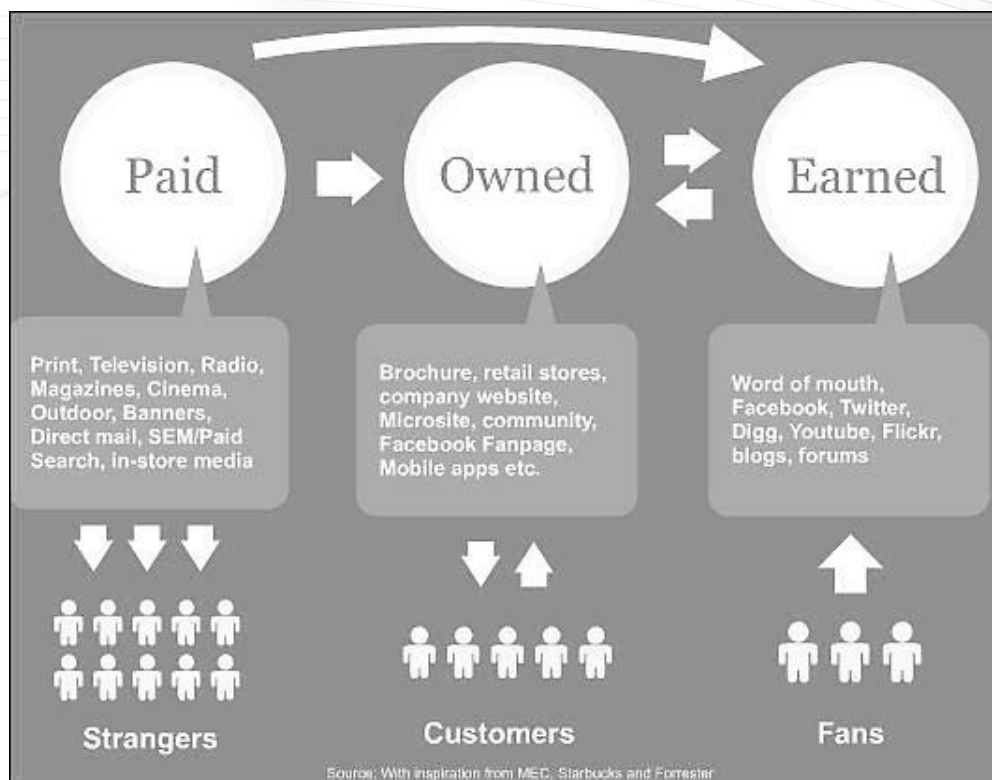 Paid
Owned
Earned
Print, Television, Radio,
Magazines, Cinema,
Outdoor, Banners,
Direct mail, SEM/Paid
Search, in-store media
Brochure, retail stores,
company website,
Microsite, community,
Facebook Fanpage,
Mobile apps etc.
Word of mouth,
Facebook, Twitter,
Digg, Youtube, Flickr,
blogs, forums
Strangers
Customers
Fans
Source: With inspiration from MEC, Starbucks and Forrester